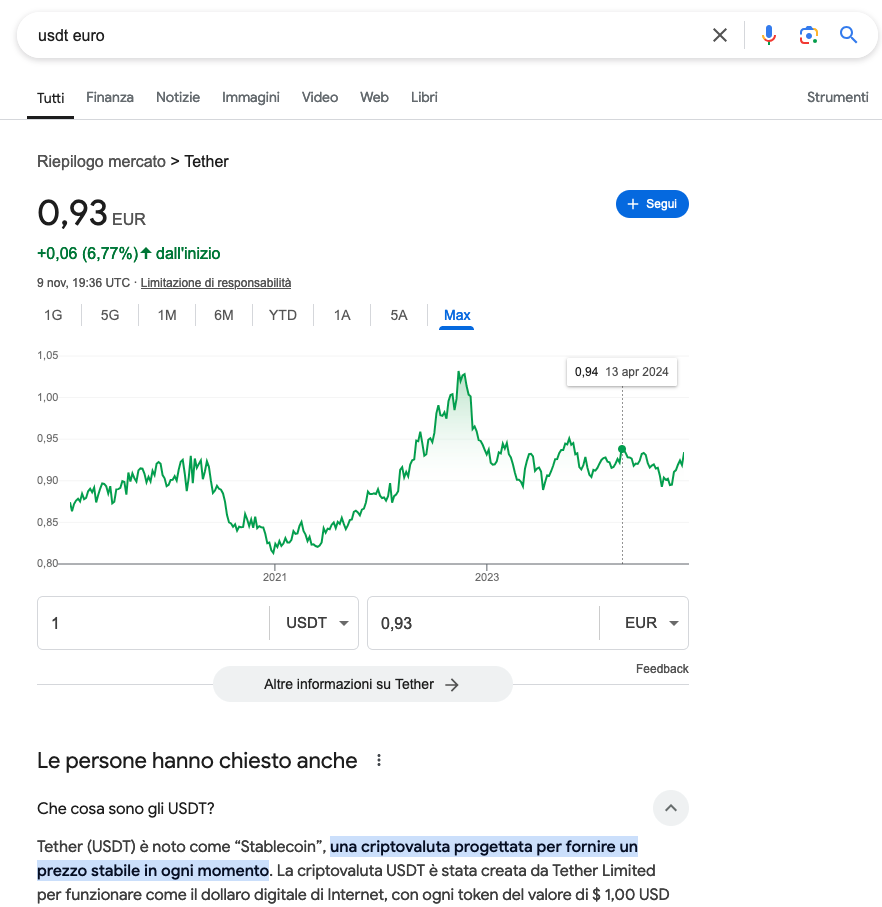 usdt euro
Tutti Finanza Notizie Immagini Video Web Libri Strumenti
Riepilogo mercato > Tether
0,93 EUR
+ Segui
+0,06 (6,77%) ↑ dall'inizio
9 nov, 19:36 UTC · Limitazione di responsabilità
1G 5G 1M 6M YTD 1A 5A Max
1,05
0,94 13 apr 2024
1,00
0,95
0,90
0,85
0,80
2021 2023
1 USDT 0,93 EUR
Feedback
Altre informazioni su Tether →
Le persone hanno chiesto anche
Che cosa sono gli USDT?
Tether (USDT) è noto come “Stablecoin”, una criptovaluta progettata per fornire un
prezzo stabile in ogni momento. La criptovaluta USDT è stata creata da Tether Limited
per funzionare come il dollaro digitale di Internet, con ogni token del valore di $ 1,00 USD